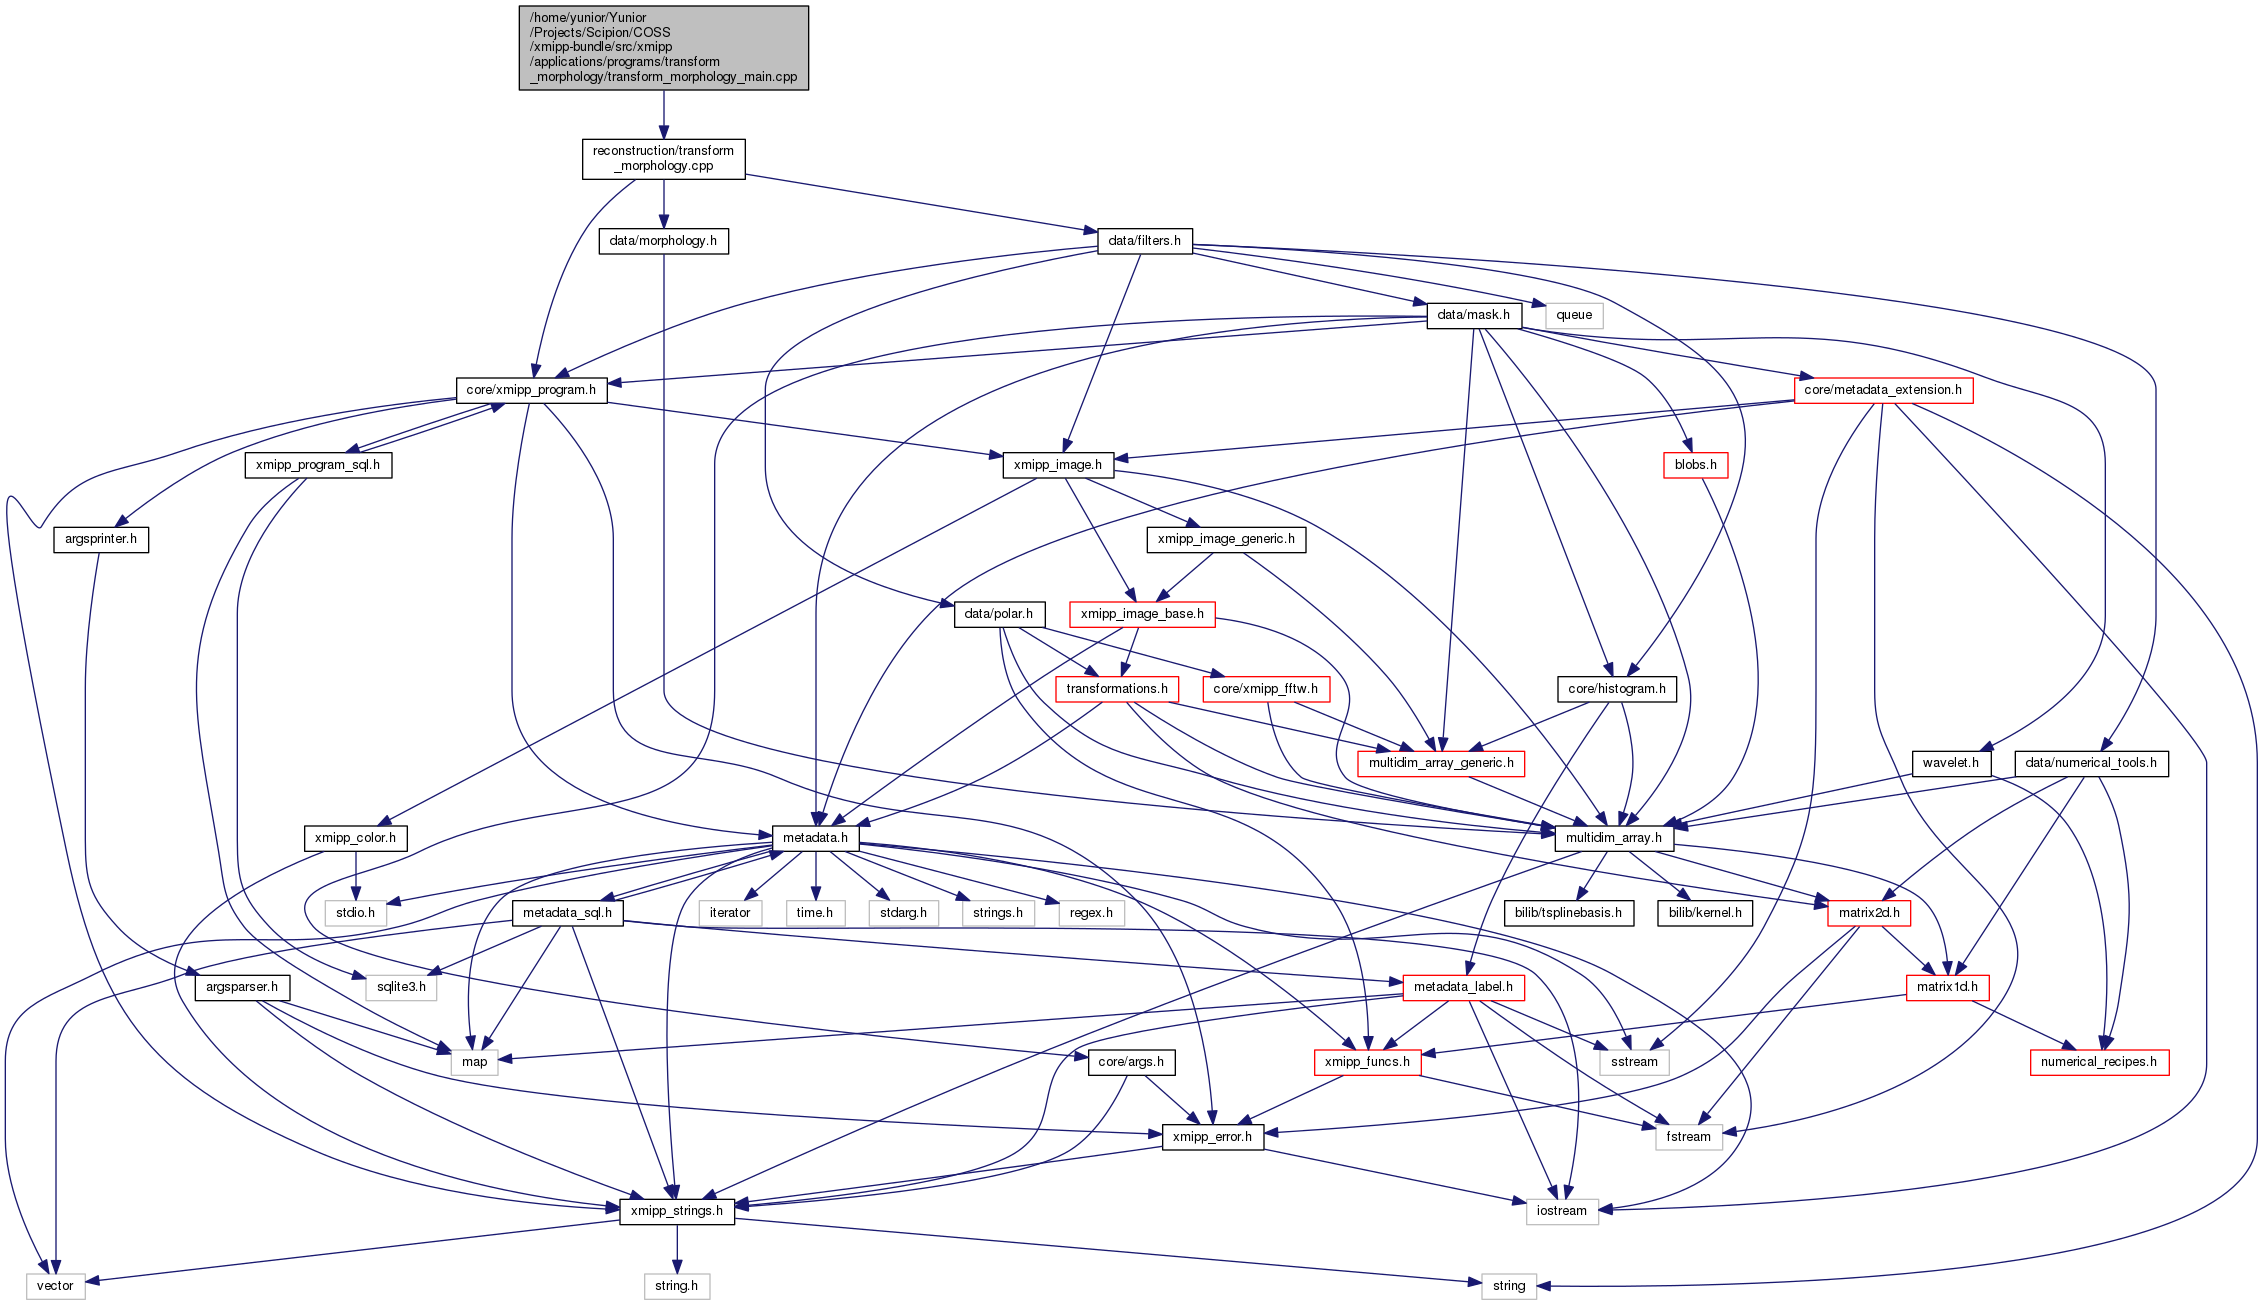 /home/yunior/Yunior
/Projects/Scipion/COSS
/xmipp-bundle/src/xmipp
/applications/programs/transform
_morphology/transform_morphology_main.cpp
reconstruction/transform
_morphology.cpp
data/morphology.h
data/filters.h
data/mask.h
queue
core/xmipp_program.h
core/metadata_extension.h
xmipp_program_sql.h
xmipp_image.h
blobs.h
argsprinter.h
xmipp_image_generic.h
data/polar.h
xmipp_image_base.h
transformations.h
core/xmipp_fftw.h
core/histogram.h
multidim_array_generic.h
wavelet.h
data/numerical_tools.h
xmipp_color.h
metadata.h
multidim_array.h
stdio.h
metadata_sql.h
iterator
time.h
stdarg.h
strings.h
regex.h
bilib/tsplinebasis.h
bilib/kernel.h
matrix2d.h
argsparser.h
sqlite3.h
metadata_label.h
matrix1d.h
map
core/args.h
xmipp_funcs.h
sstream
numerical_recipes.h
xmipp_error.h
fstream
xmipp_strings.h
iostream
vector
string.h
string